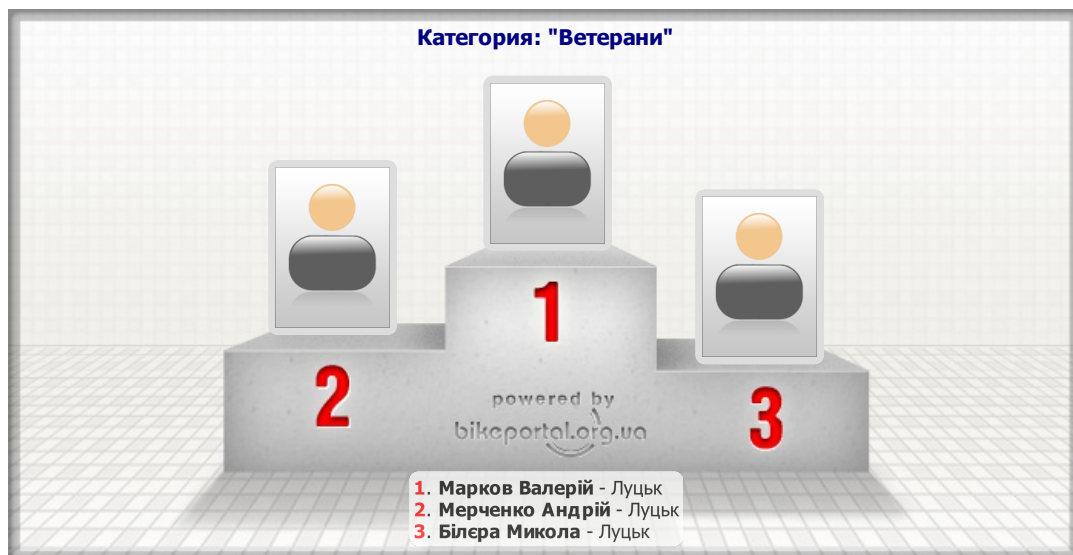 Категория: "Ветерани"
1
2
3
powered by
bikeportal.org.ua
1. Марков Валерій - Луцьк
2. Мерченко Андрій - Луцьк
3. Білєра Микола - Луцьк